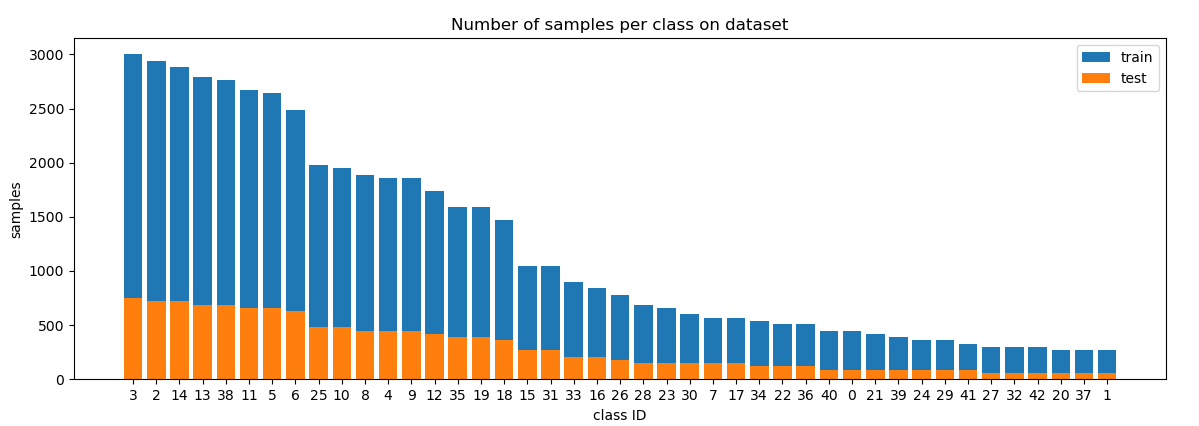 Number of samples per class on dataset
train
test
samples
3000
2500
2000
1500
1000
500
0
3 2 14 13 38 11 5 6 25 10 8 4 9 12 35 19 18 15 31 33 16 26 28 23 30 7 17 34 22 36 40 0 21 39 24 29 41 27 32 42 20 37 1
class ID